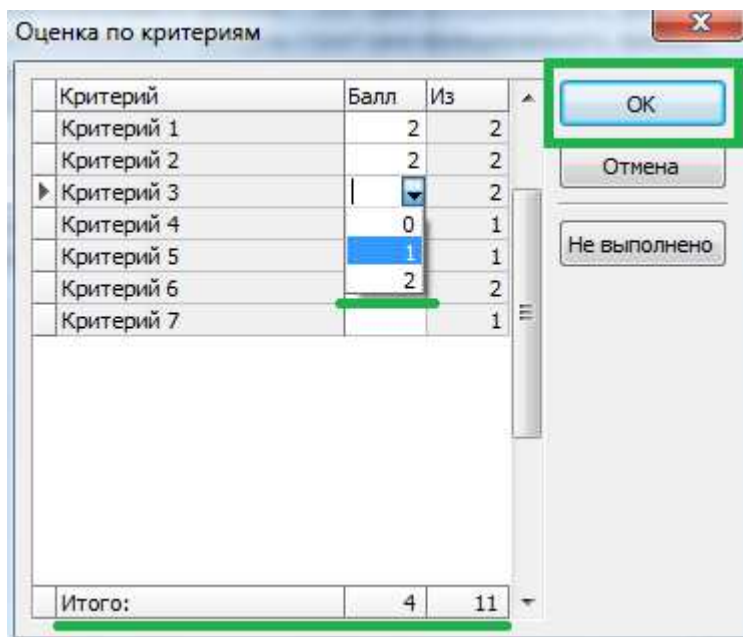 Оценка по критериям
Критерий Балл Из
Критерий 1 2 2
Критерий 2 2 2
Критерий 3 2
Критерий 4 0 1
Критерий 5 1 1
Критерий 6 2 2
Критерий 7 1
Итого: 4 11
OK
Отмена
Не выполнено